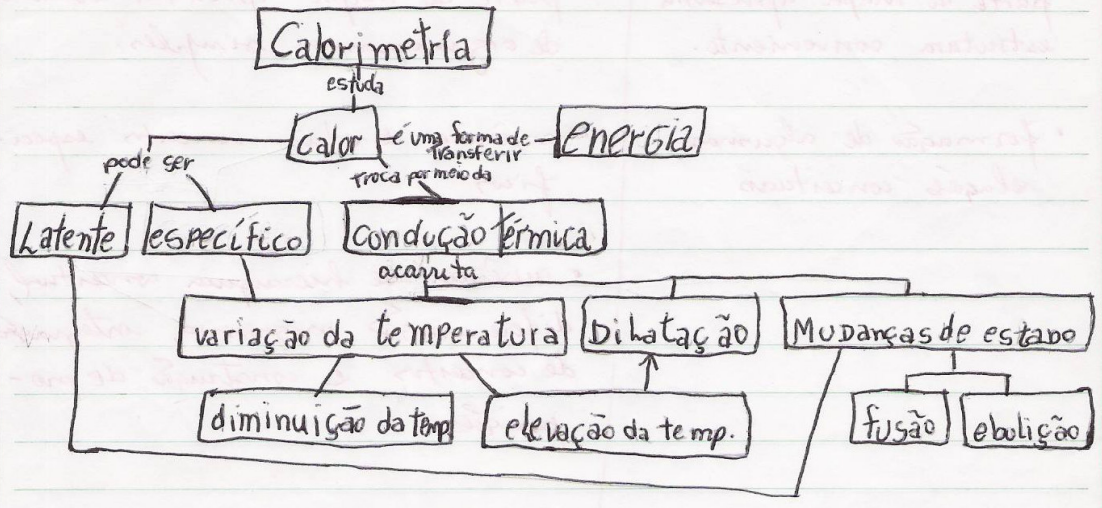 Calorimetria
estuda
Calor
é uma forma de
Transferir
energia
pode ser
Troca por meio da
Latente
específico
condução térmica
acarreta
variação da temperatura
Dilatação
Mudanças de estado
diminuição da temp
elevação da temp.
fusão
ebulição